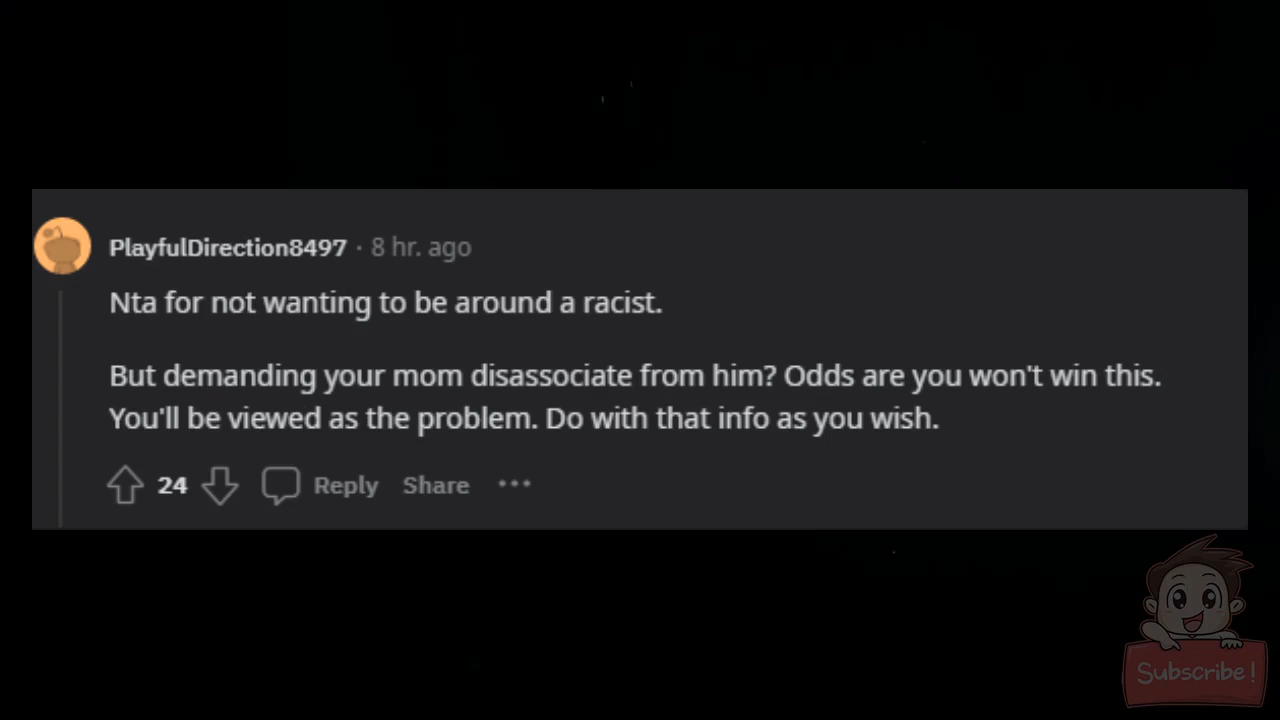 PlayfulDirection8497 · 8 hr. ago
Nta for not wanting to be around a racist.
But demanding your mom disassociate from him? Odds are you won't win this.
You'll be viewed as the problem. Do with that info as you wish.
24 Reply Share ···
Subscribe!